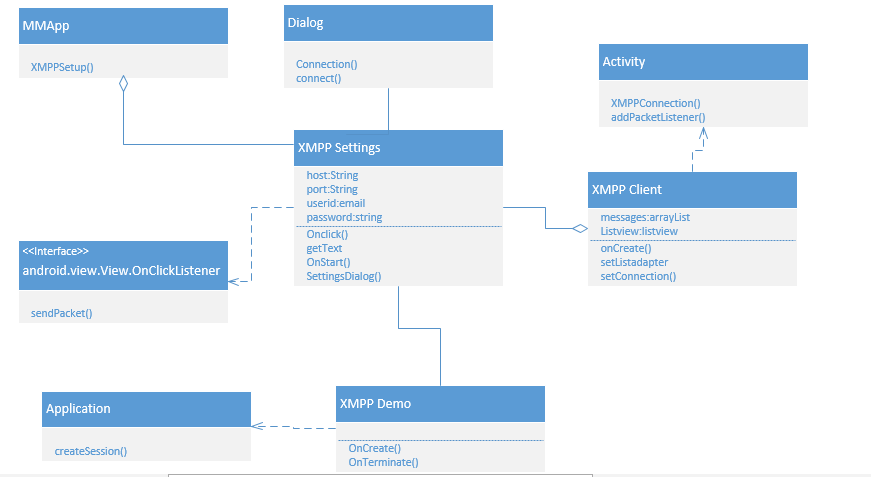 MMApp
XMPPSetup()
Dialog
Connection()
connect()
Activity
XMPPConnection()
addPacketListener()
XMPP Settings
host:String
port:String
userid:email
password:string
Onclick()
getText
OnStart()
SettingsDialog()
XMPP Client
messages:arrayList
Listview:listview
onCreate()
setListadapter
setConnection()
<<Interface>>
android.view.View.OnClickListener
sendPacket()
Application
createSession()
XMPP Demo
OnCreate()
OnTerminate()